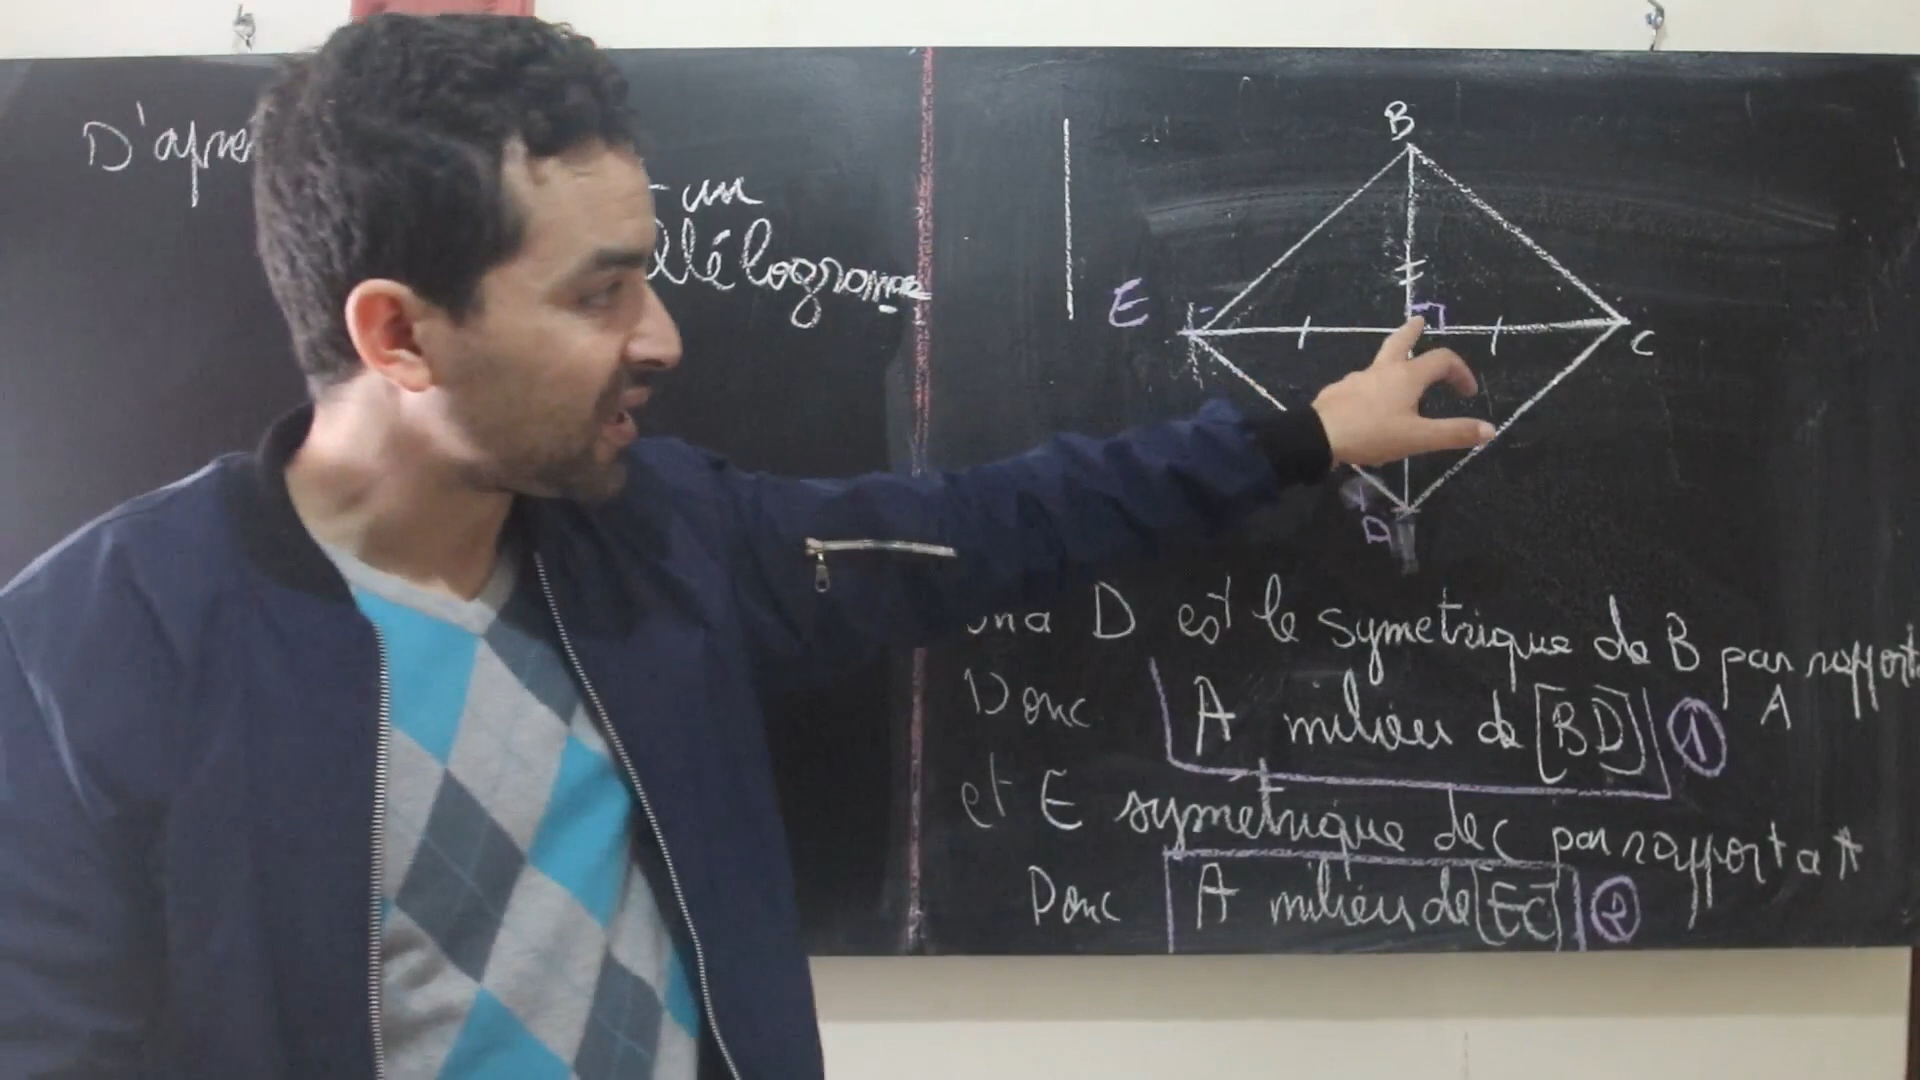 D'apre
un
llélogramme
B
E
C
D
on a D est le symetrique de B par rapport
A
Donc A milieu de [BD] 1
et E symétrique de C par rapport a A
Donc A milieu de [EC] 2